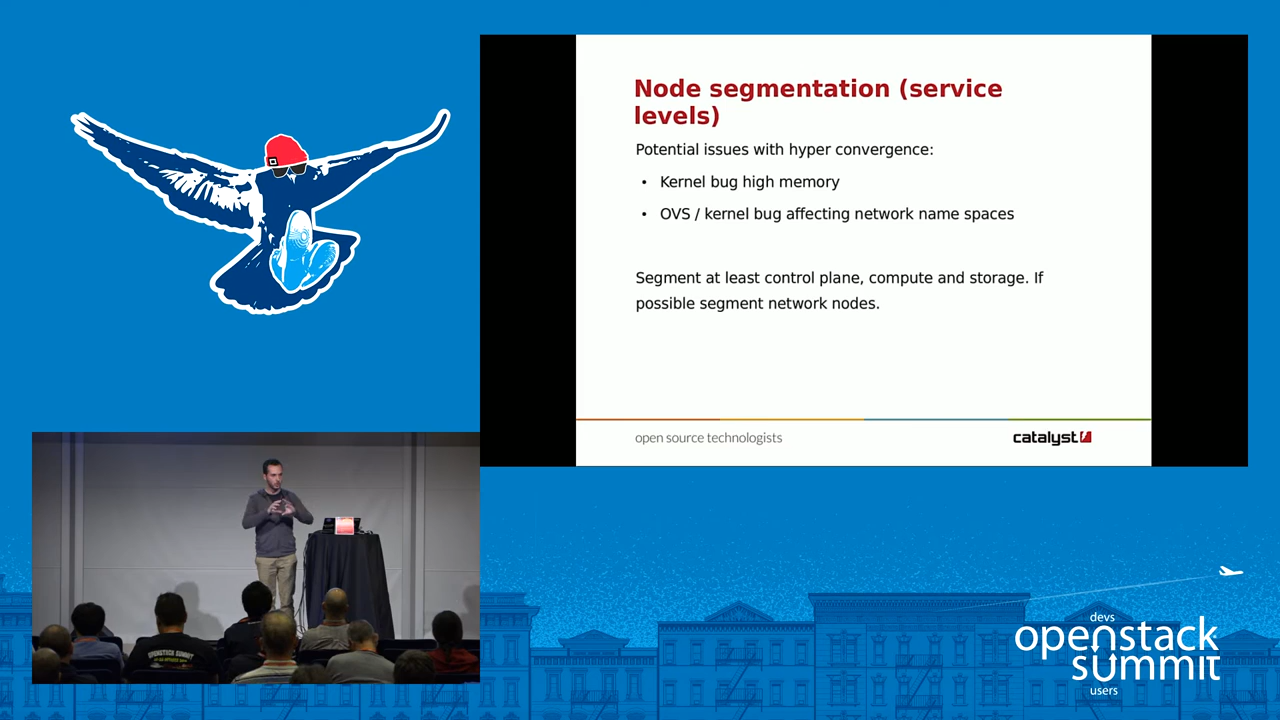 Node segmentation (service
levels)
Potential issues with hyper convergence:
• Kernel bug high memory
• OVS / kernel bug affecting network name spaces
Segment at least control plane, compute and storage. If
possible segment network nodes.
open source technologists
catalyst
OPENSTACK SUMMIT
devs
openstack
summit
users